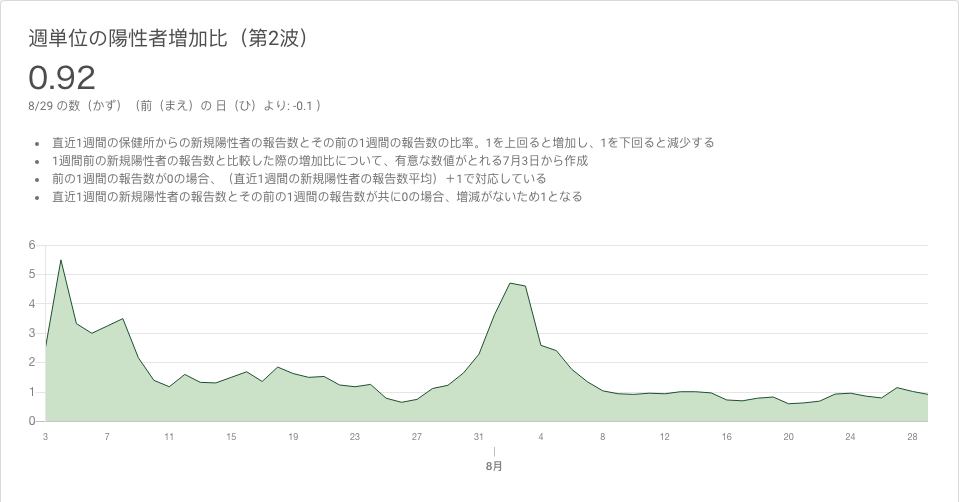 週単位の陽性者増加比（第2波）
0.92
8/29 の数（かず）（前（まえ）の 日（ひ）より: -0.1 ）
• 直近1週間の保健所からの新規陽性者の報告数とその前の1週間の報告数の比率。1を上回ると増加し、1を下回ると減少する
• 1週間前の新規陽性者の報告数と比較した際の増加比について、有意な数値がとれる7月3日から作成
• 前の1週間の報告数が0の場合、（直近1週間の新規陽性者の報告数平均）＋1で対応している
• 直近1週間の新規陽性者の報告数とその前の1週間の報告数が共に0の場合、増減がないため1となる
6
5
4
3
2
1
0
3 7 11 15 19 23 27 31 4 8 12 16 20 24 28
8月